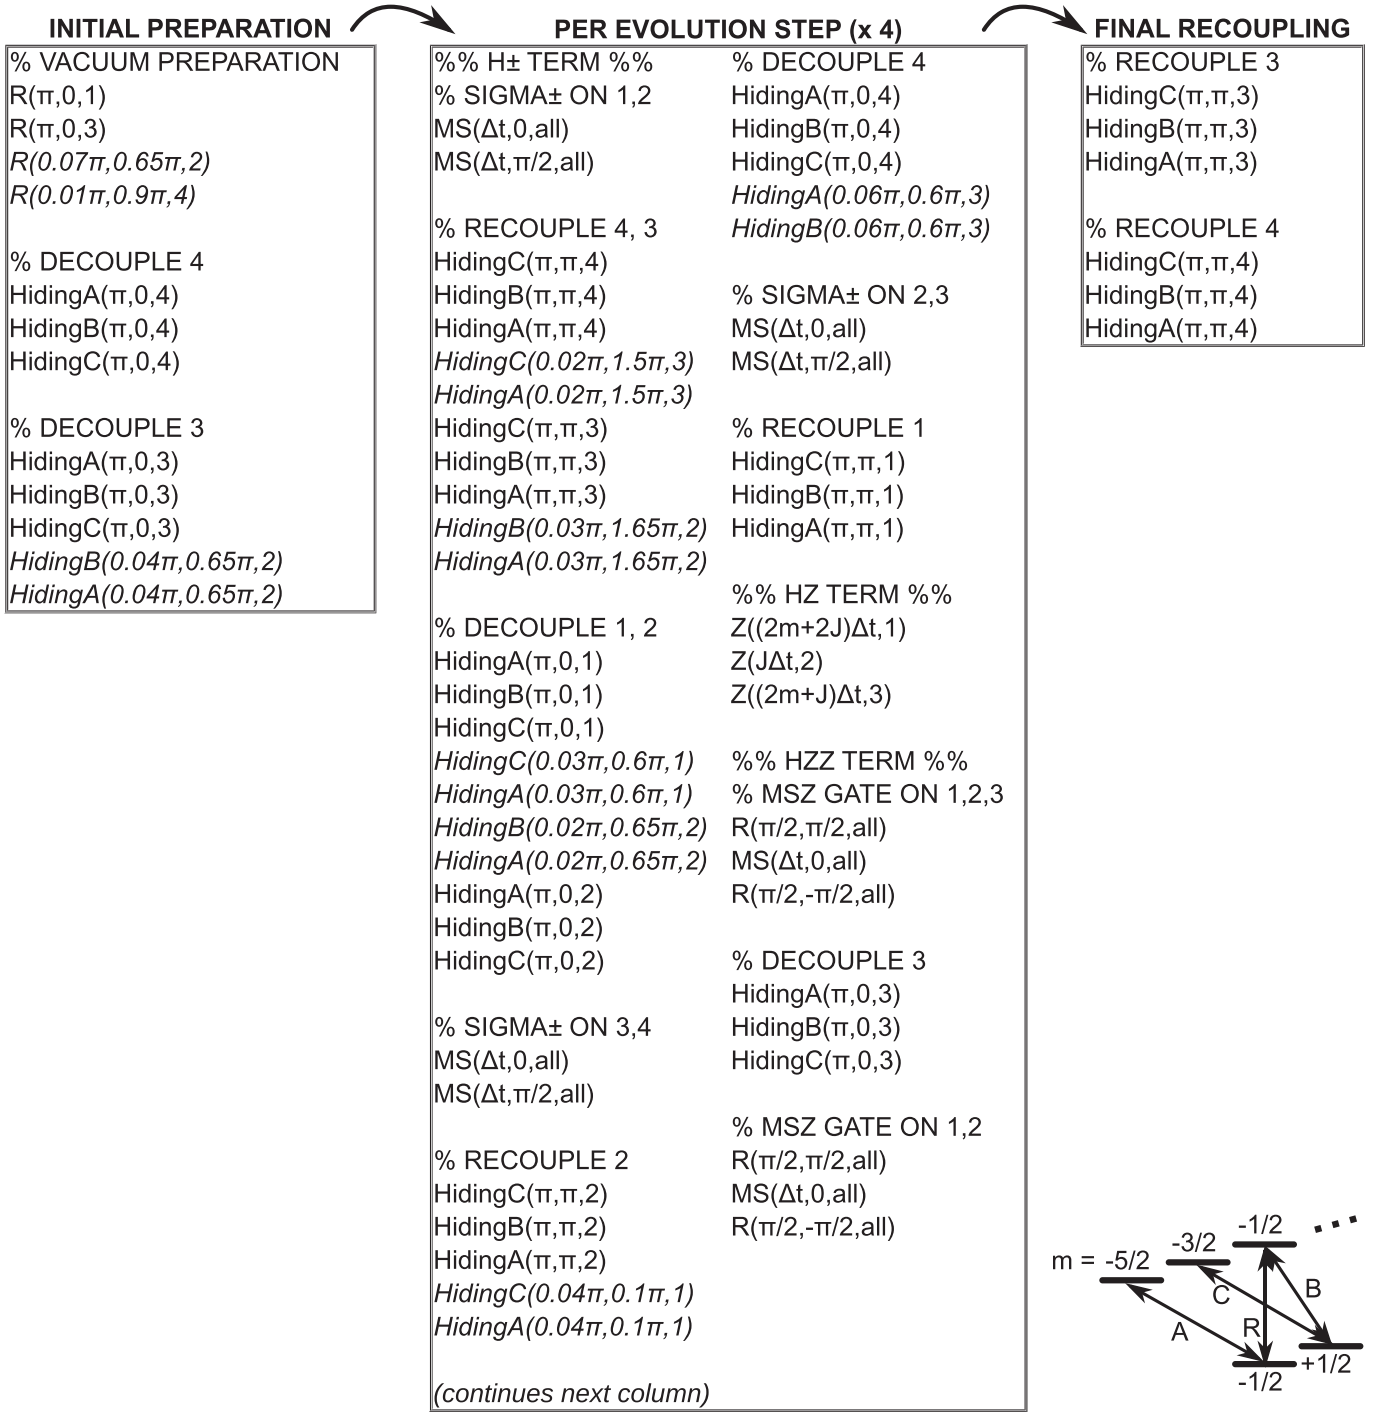 INITIAL PREPARATION
% VACUUM PREPARATION
R(π,0,1)
R(π,0,3)
R(0.07π,0.65π,2)
R(0.01π,0.9π,4)
% DECOUPLE 4
HidingA(π,0,4)
HidingB(π,0,4)
HidingC(π,0,4)
% DECOUPLE 3
HidingA(π,0,3)
HidingB(π,0,3)
HidingC(π,0,3)
HidingB(0.04π,0.65π,2)
HidingA(0.04π,0.65π,2)
PER EVOLUTION STEP (x 4)
%% H± TERM %%
% SIGMA± ON 1,2
MS(Δt,0,all)
MS(Δt,π/2,all)
% RECOUPLE 4, 3
HidingC(π,π,4)
HidingB(π,π,4)
HidingA(π,π,4)
HidingC(0.02π,1.5π,3)
HidingA(0.02π,1.5π,3)
HidingC(π,π,3)
HidingB(π,π,3)
HidingA(π,π,3)
HidingB(0.03π,1.65π,2)
HidingA(0.03π,1.65π,2)
% DECOUPLE 1, 2
HidingA(π,0,1)
HidingB(π,0,1)
HidingC(π,0,1)
HidingC(0.03π,0.6π,1)
HidingA(0.03π,0.6π,1)
HidingB(0.02π,0.65π,2)
HidingA(0.02π,0.65π,2)
HidingA(π,0,2)
HidingB(π,0,2)
HidingC(π,0,2)
% SIGMA± ON 3,4
MS(Δt,0,all)
MS(Δt,π/2,all)
% RECOUPLE 2
HidingC(π,π,2)
HidingB(π,π,2)
HidingA(π,π,2)
HidingC(0.04π,0.1π,1)
HidingA(0.04π,0.1π,1)
(continues next column)
% DECOUPLE 4
HidingA(π,0,4)
HidingB(π,0,4)
HidingC(π,0,4)
HidingA(0.06π,0.6π,3)
HidingB(0.06π,0.6π,3)
% SIGMA± ON 2,3
MS(Δt,0,all)
MS(Δt,π/2,all)
% RECOUPLE 1
HidingC(π,π,1)
HidingB(π,π,1)
HidingA(π,π,1)
%% HZ TERM %%
Z((2m+2J)Δt,1)
Z(JΔt,2)
Z((2m+J)Δt,3)
%% HZZ TERM %%
% MSZ GATE ON 1,2,3
R(π/2,π/2,all)
MS(Δt,0,all)
R(π/2,-π/2,all)
% DECOUPLE 3
HidingA(π,0,3)
HidingB(π,0,3)
HidingC(π,0,3)
% MSZ GATE ON 1,2
R(π/2,π/2,all)
MS(Δt,0,all)
R(π/2,-π/2,all)
FINAL RECOUPLING
% RECOUPLE 3
HidingC(π,π,3)
HidingB(π,π,3)
HidingA(π,π,3)
% RECOUPLE 4
HidingC(π,π,4)
HidingB(π,π,4)
HidingA(π,π,4)
m = -5/2
-3/2
-1/2
A
C
R
B
-1/2
+1/2